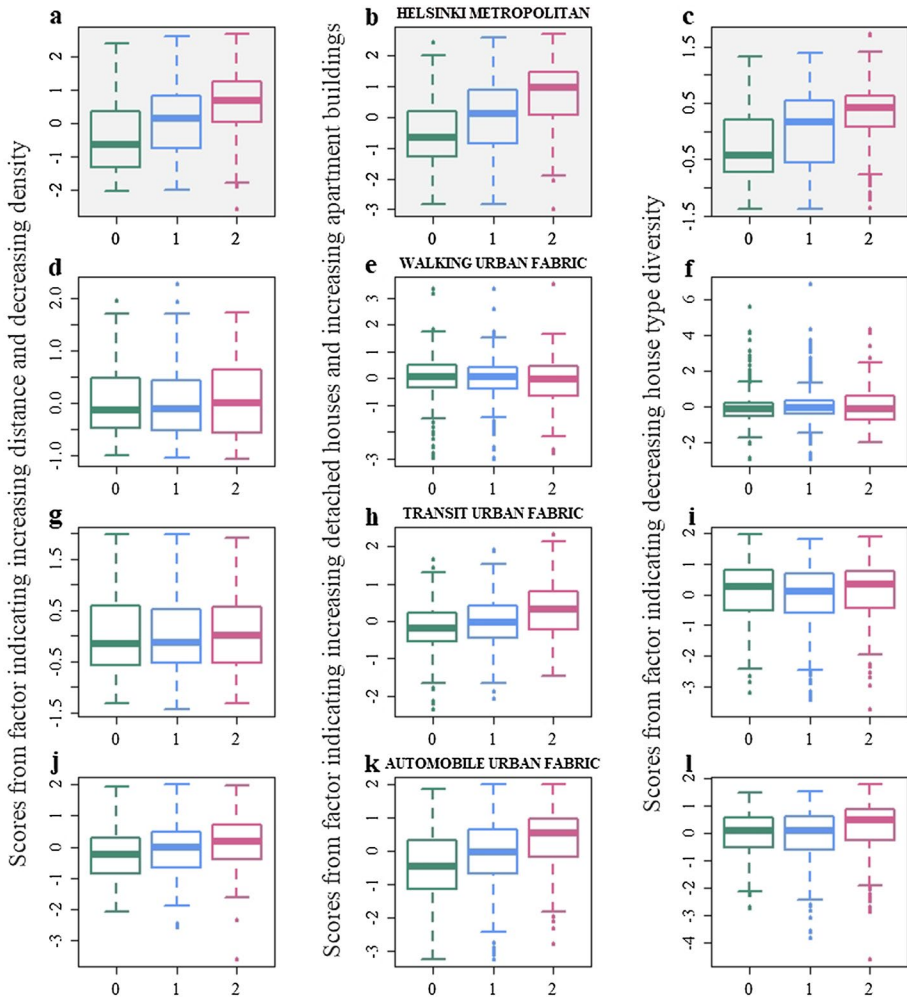 Scores from factor indicating increasing distance and decreasing density
Scores from factor indicating increasing detached houses and increasing apartment buildings
Scores from factor indicating decreasing house type diversity
a
2
1
0
-1
-2
0 1 2
b
HELSINKI METROPOLITAN
2
1
0
-1
-2
-3
0 1 2
c
1.5
0.5
-0.5
-1.5
0 1 2
d
2.0
1.0
0.0
-1.0
0 1 2
e
WALKING URBAN FABRIC
3
2
1
0
-1
-3
0 1 2
f
6
4
2
0
2
0 1 2
g
1.5
0.5
-0.5
-1.5
0 1 2
h
TRANSIT URBAN FABRIC
2
1
0
-1
-2
0 1 2
i
2
1
0
-1
-3
0 1 2
j
2
1
0
-1
-3
0 1 2
k
AUTOMOBILE URBAN FABRIC
2
1
0
-1
-2
-3
0 1 2
l
2
1
0
-1
-2
-3
-4
0 1 2